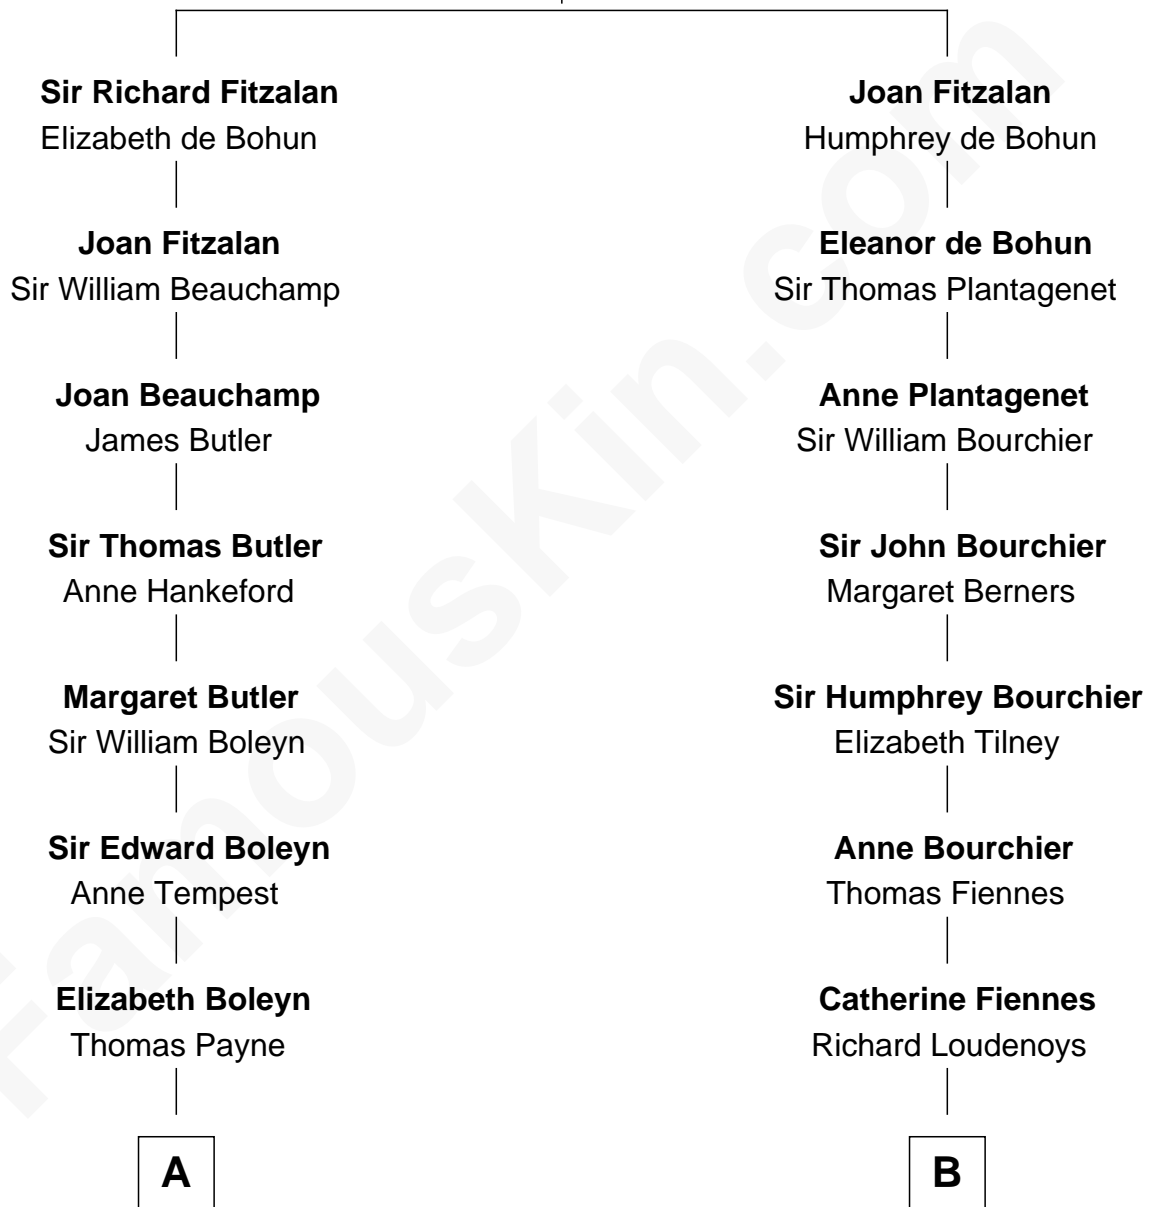 Sir Richard Fitzalan
Elizabeth de Bohun
Joan Fitzalan
Sir William Beauchamp
Joan Beauchamp
James Butler
Sir Thomas Butler
Anne Hankeford
Margaret Butler
Sir William Boleyn
Sir Edward Boleyn
Anne Tempest
Elizabeth Boleyn
Thomas Payne
A
Joan Fitzalan
Humphrey de Bohun
Eleanor de Bohun
Sir Thomas Plantagenet
Anne Plantagenet
Sir William Bourchier
Sir John Bourchier
Margaret Berners
Sir Humphrey Bourchier
Elizabeth Tilney
Anne Bourchier
Thomas Fiennes
Catherine Fiennes
Richard Loudenoys
B
FamousKin.com